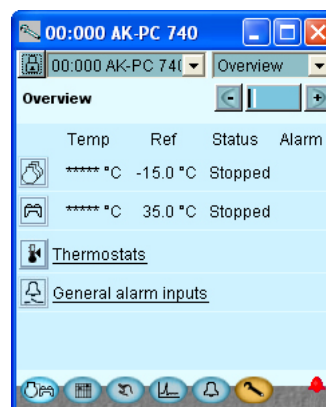 00:000 AK-PC 740
00:000 AK-PC 74( Overview
Overview - +
Temp Ref Status Alarm
***** °C -15.0 °C Stopped
***** °C 35.0 °C Stopped
Thermostats
General alarm inputs